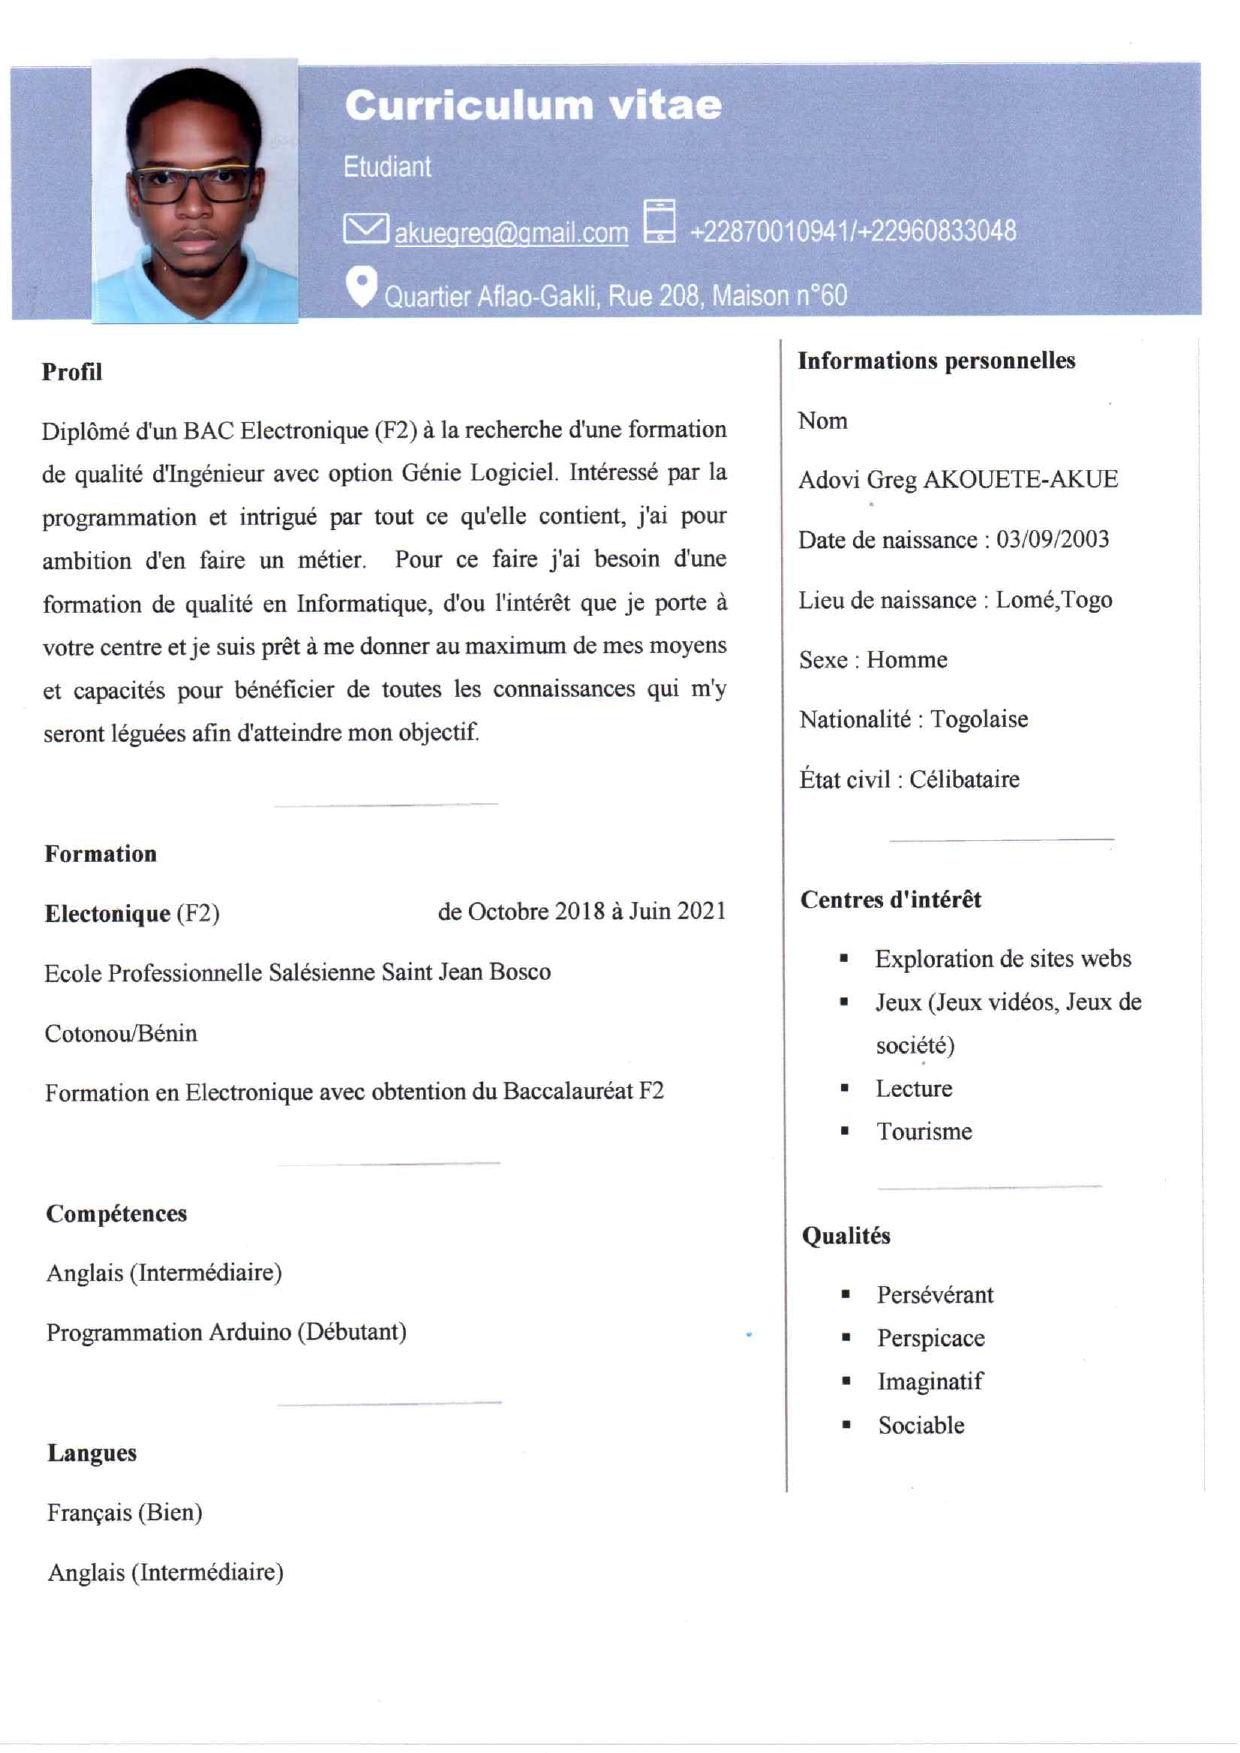 Curriculum vitae
Etudiant
akuegreg@gmail.com +22870010941/+22960833048
Quartier Aflao-Gakli, Rue 208, Maison n°60
Profil
Diplômé d'un BAC Electronique (F2) à la recherche d'une formation
de qualité d'Ingénieur avec option Génie Logiciel. Intéressé par la
programmation et intrigué par tout ce qu'elle contient, j'ai pour
ambition d'en faire un métier. Pour ce faire j'ai besoin d'une
formation de qualité en Informatique, d'ou l'intérêt que je porte à
votre centre et je suis prêt à me donner au maximum de mes moyens
et capacités pour bénéficier de toutes les connaissances qui m'y
seront léguées afin d'atteindre mon objectif.
Formation
Electonique (F2) de Octobre 2018 à Juin 2021
Ecole Professionnelle Salésienne Saint Jean Bosco
Cotonou/Bénin
Formation en Electronique avec obtention du Baccalauréat F2
Compétences
Anglais (Intermédiaire)
Programmation Arduino (Débutant)
Langues
Français (Bien)
Anglais (Intermédiaire)
Informations personnelles
Nom
Adovi Greg AKOUETE-AKUE
Date de naissance : 03/09/2003
Lieu de naissance : Lomé,Togo
Sexe : Homme
Nationalité : Togolaise
État civil : Célibataire
Centres d'intérêt
▪ Exploration de sites webs
▪ Jeux (Jeux vidéos, Jeux de
société)
▪ Lecture
▪ Tourisme
Qualités
▪ Persévérant
▪ Perspicace
▪ Imaginatif
▪ Sociable